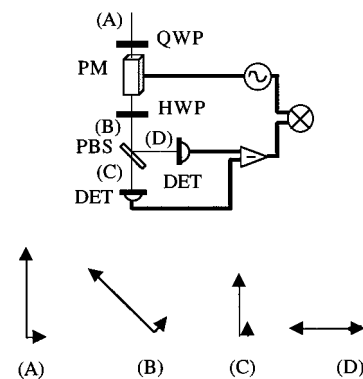 (A)
QWP
PM
HWP
(B)
PBS
(D)
(C)
DET
DET
−
(A) (B) (C) (D)